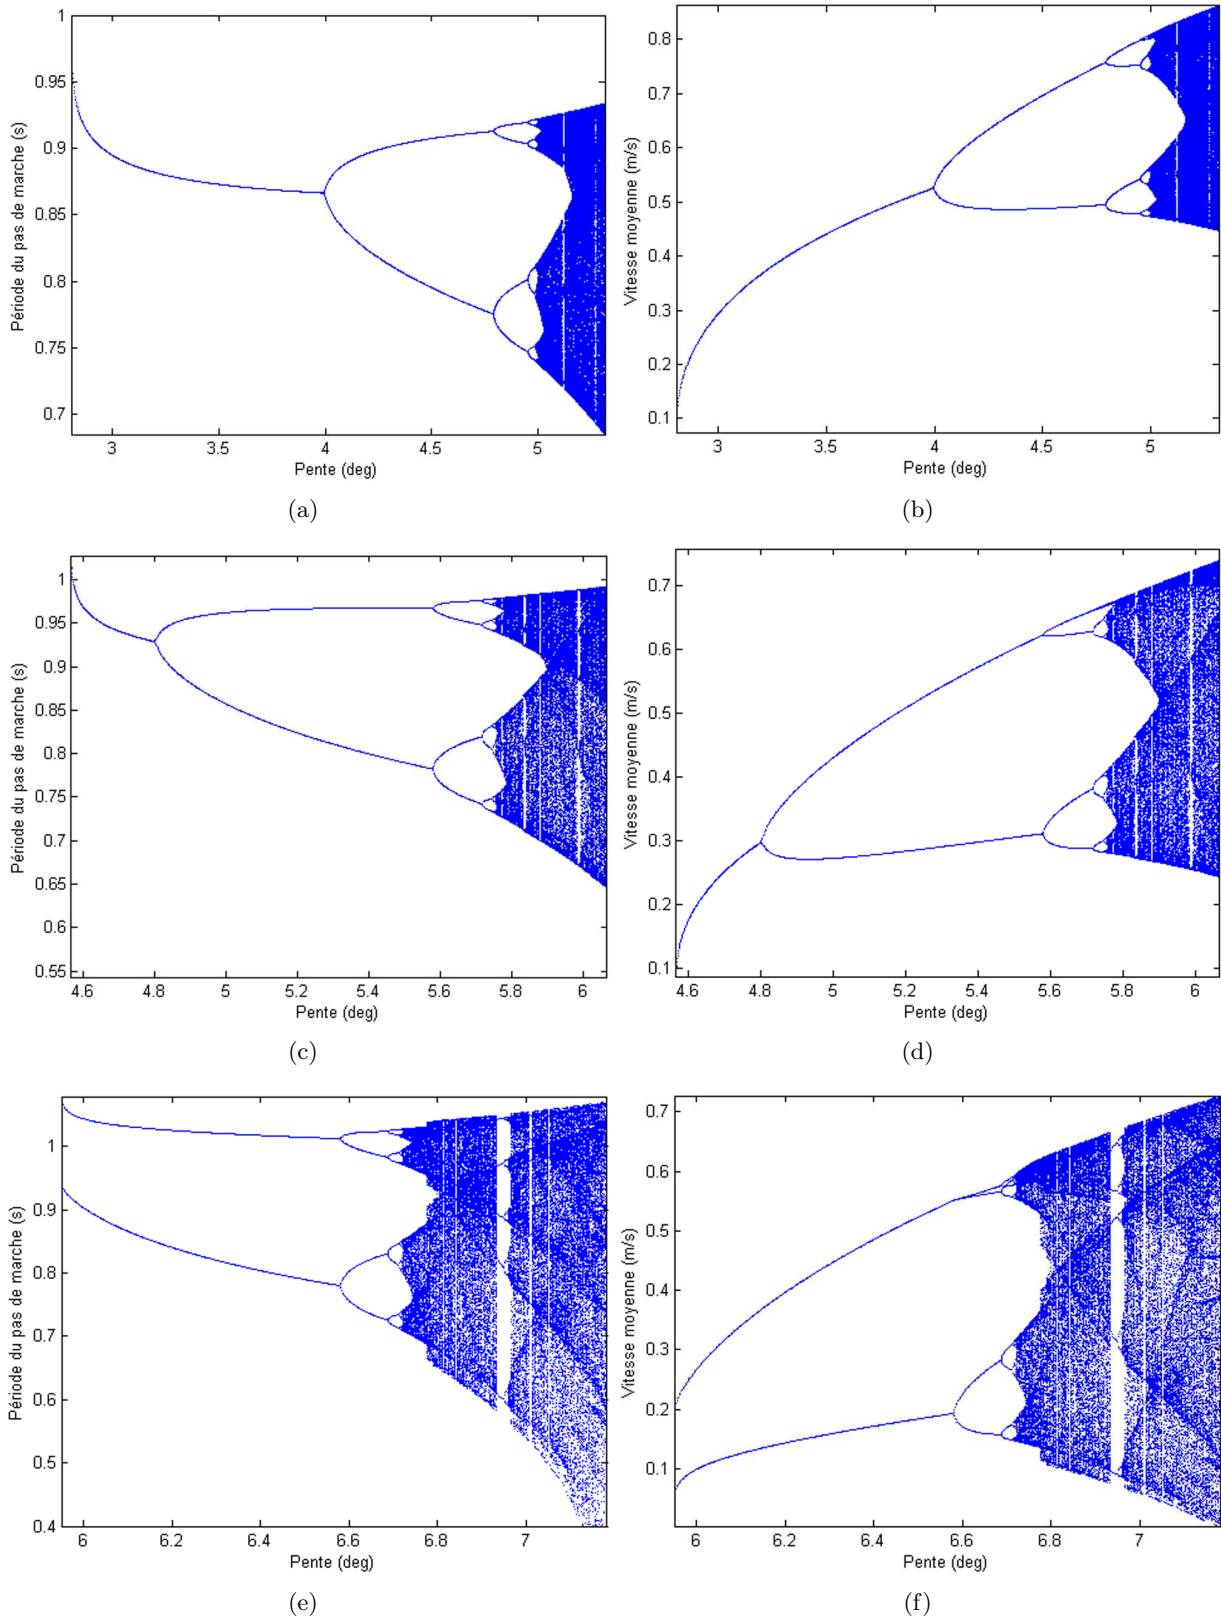 1
0.95
0.9
0.85
0.8
0.75
0.7
Période du pas de marche (s)
3 3.5 4 4.5 5
Pente (deg)
(a)
0.8
0.7
0.6
0.5
0.4
0.3
0.2
0.1
Vitesse moyenne (m/s)
3 3.5 4 4.5 5
Pente (deg)
(b)
1
0.95
0.9
0.85
0.8
0.75
0.7
0.65
0.6
0.55
Période du pas de marche (s)
4.6 4.8 5 5.2 5.4 5.6 5.8 6
Pente (deg)
(c)
0.7
0.6
0.5
0.4
0.3
0.2
0.1
Vitesse moyenne (m/s)
4.6 4.8 5 5.2 5.4 5.6 5.8 6
Pente (deg)
(d)
1
0.9
0.8
0.7
0.6
0.5
0.4
Période du pas de marche (s)
6 6.2 6.4 6.6 6.8 7
Pente (deg)
(e)
0.7
0.6
0.5
0.4
0.3
0.2
0.1
Vitesse moyenne (m/s)
6 6.2 6.4 6.6 6.8 7
Pente (deg)
(f)